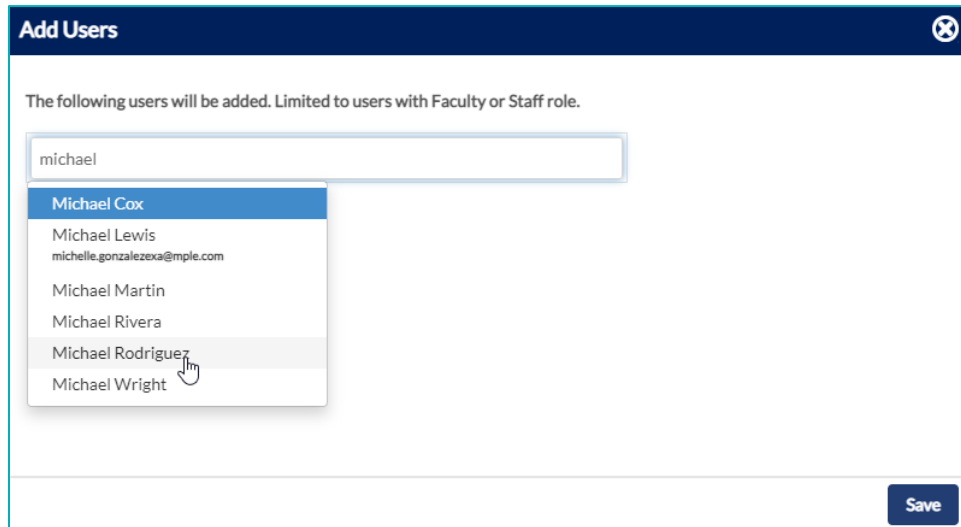 Add Users
The following users will be added. Limited to users with Faculty or Staff role.
michael
Michael Cox
Michael Lewis
michelle.gonzalezexa@mple.com
Michael Martin
Michael Rivera
Michael Rodriguez
Michael Wright
Save